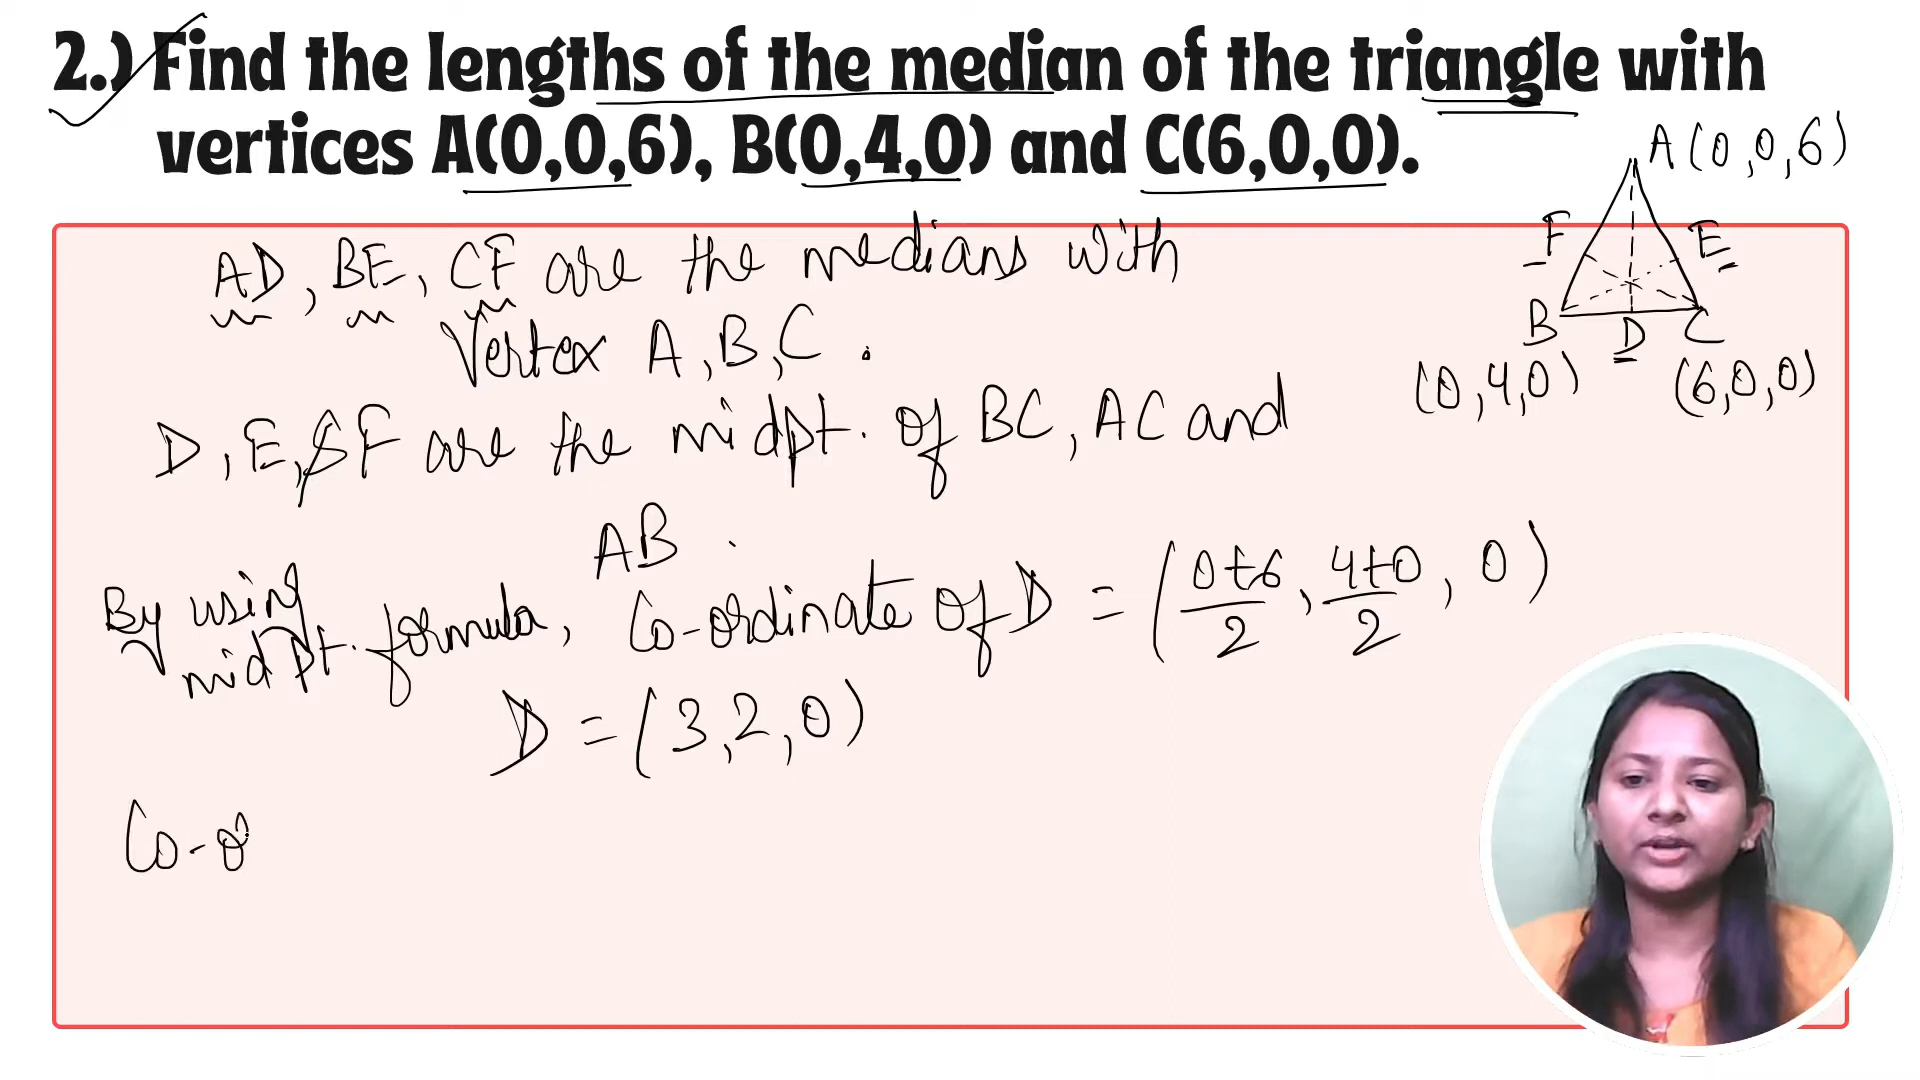 2.) Find the lengths of the median of the triangle with
vertices A(0,0,6), B(0,4,0) and C(6,0,0).
A (0,0,6)
F
E
B
D
C
(0,4,0)
(6,0,0)
AD, BE, CF are the medians with
Vertex A, B, C.
D, E, & F are the midpt. of BC, AC and
AB.
By using
midpt. formula, Co-ordinate of D = (0+6/2, 4+0/2, 0)
D = (3,2,0)
Co-o